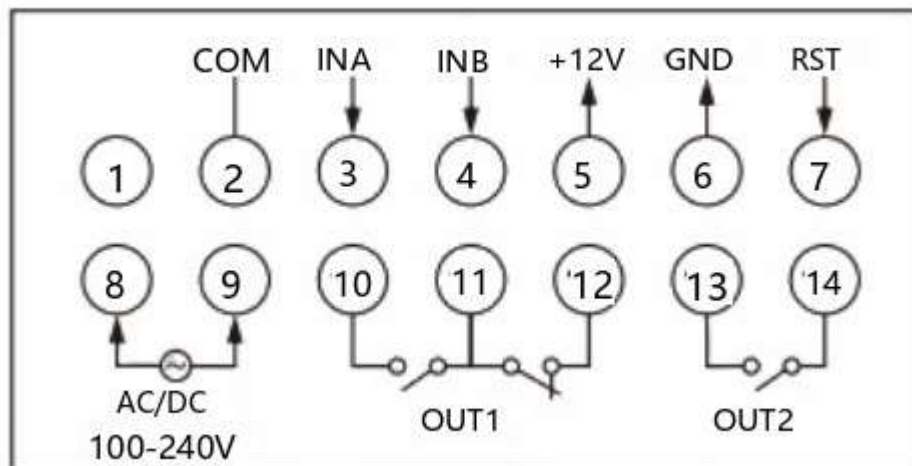 COM INA INB +12V GND RST
1 2 3 4 5 6 7
8 9 10 11 12 13 14
AC/DC
100-240V
OUT1 OUT2